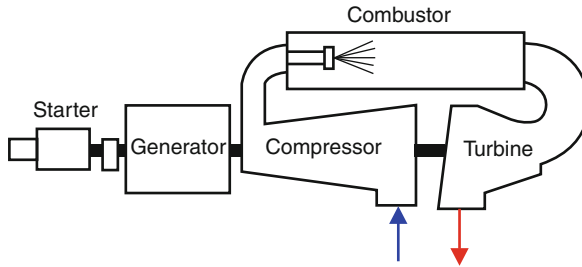 Combustor
Starter
Generator
Compressor
Turbine